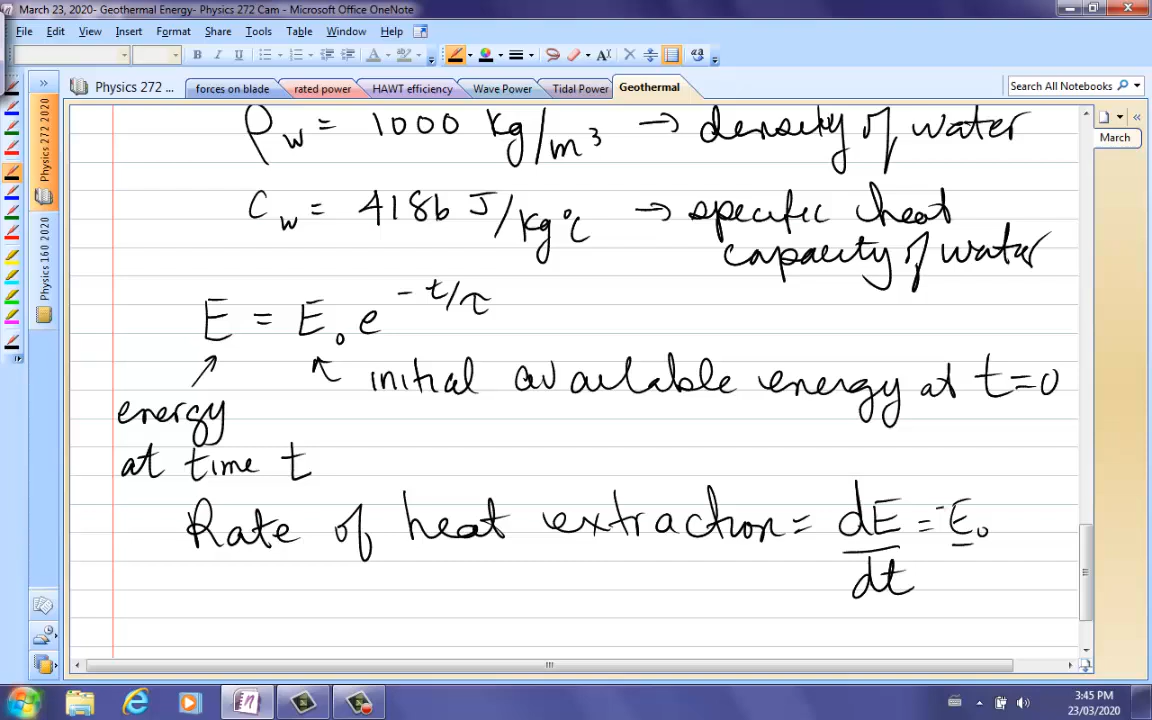 March 23, 2020- Geothermal Energy- Physics 272 Cam - Microsoft Office OneNote
File Edit View Insert Format Share Tools Table Window Help
B I U
Physics 272 ... forces on blade rated power HAWT efficiency Wave Power Tidal Power Geothermal Search All Notebooks
March
Physics 272 2020
Physics 160 2020
ρw = 1000 kg/m³ → density of water
Cw = 4186 J/kg°C → specific heat
capacity of water
E = E₀ e^(-t/τ)
initial available energy at t=0
energy
at time t
Rate of heat extraction = dE/dt = -E₀
3:45 PM
23/03/2020